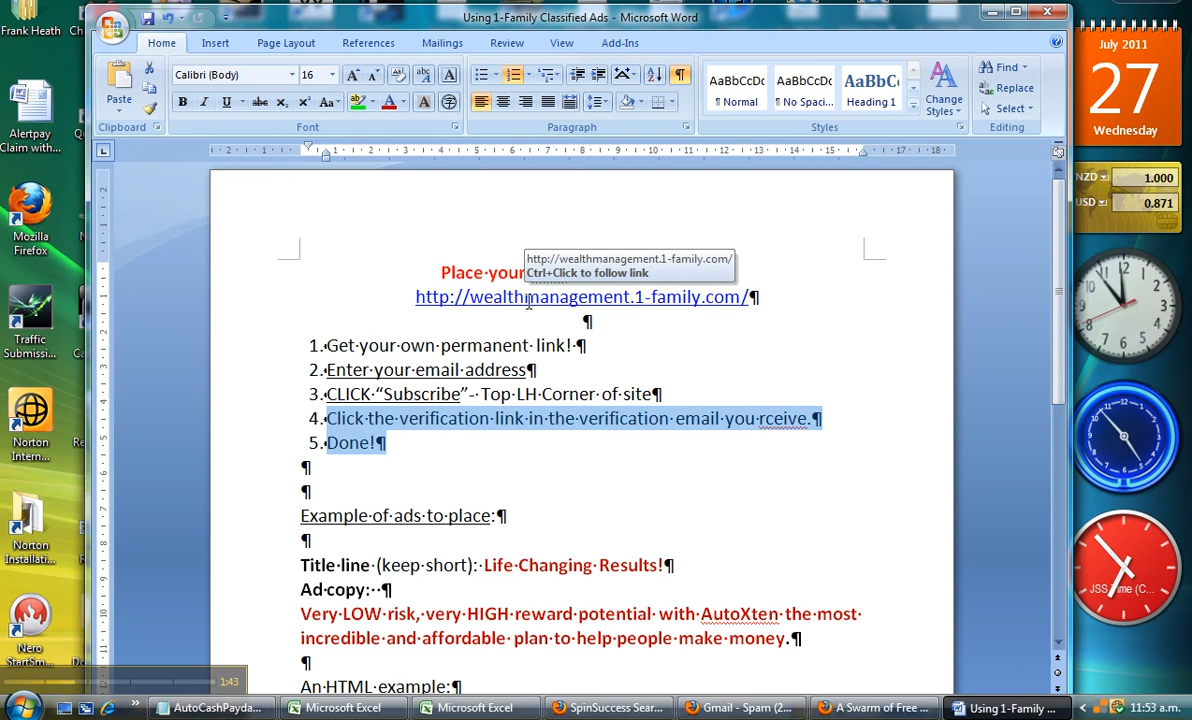 Frank Heath
Using 1-Family Classified Ads - Microsoft Word
Home Insert Page Layout References Mailings Review View Add-Ins
July 2011
27
Wednesday
Paste
Clipboard
Calibri (Body) 16
Font
Paragraph
AaBbCcDc AaBbCcDc AaBbCc
¶ Normal ¶ No Spaci... Heading 1
Change Styles
Styles
Find
Replace
Select
Editing
NZD 1.000
USD 0.871
Alertpay
Claim with...
Mozilla
Firefox
Traffic
Submissi...
Norton
Intern...
Norton
Installati...
Nero
StartSm...
http://wealthmanagement.1-family.com/
Ctrl+Click to follow link
Place·your
http://wealthmanagement.1-family.com/¶
¶
1. Get·your·own·permanent·link!·¶
2. Enter·your·email·address¶
3. CLICK·“Subscribe”-·Top·LH·Corner·of·site¶
4. Click·the·verification·link·in·the·verification·email·you·rceive.¶
5. Done!¶
¶
¶
Example·of·ads·to·place:¶
¶
Title·line·(keep·short):·Life·Changing·Results!¶
Ad·copy:··¶
Very·LOW·risk,·very·HIGH·reward·potential·with·AutoXten·the·most·
incredible·and·affordable·plan·to·help·people·make·money.¶
¶
An·HTML·example:¶
JSS Time (C...
1:43
AutoCashPayda... Microsoft Excel Microsoft Excel SpinSuccess Sear... Gmail - Spam (2... A Swarm of Free ... Using 1-Family ... 11:53 a.m.